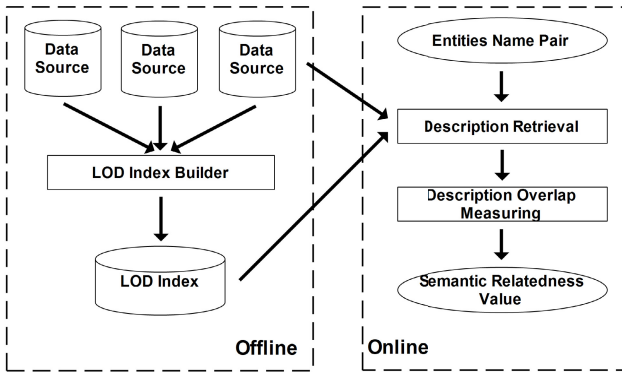 Data
Source
Data
Source
Data
Source
LOD Index Builder
LOD Index
Offline
Entities Name Pair
Description Retrieval
Description Overlap
Measuring
Semantic Relatedness
Value
Online